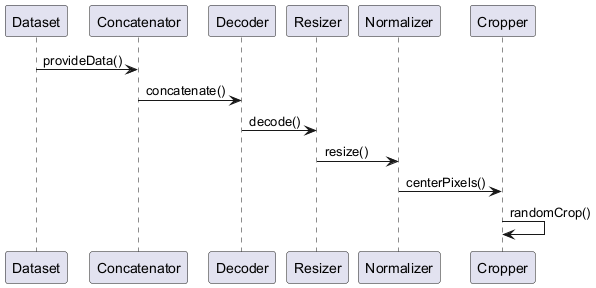 Dataset Concatenator Decoder Resizer Normalizer Cropper
provideData()
concatenate()
decode()
resize()
centerPixels()
randomCrop()
Dataset Concatenator Decoder Resizer Normalizer Cropper